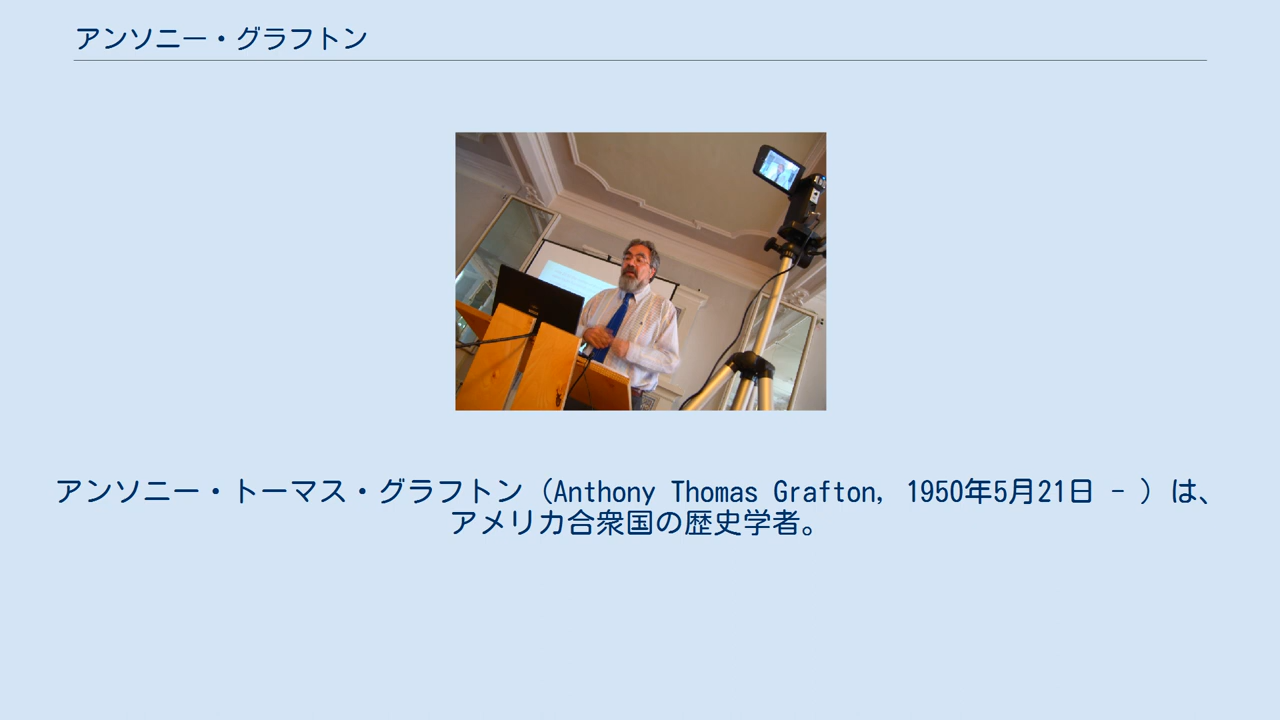 アンソニー・グラフトン
アンソニー・トーマス・グラフトン（Anthony Thomas Grafton, 1950年5月21日 - ）は、
アメリカ合衆国の歴史学者。